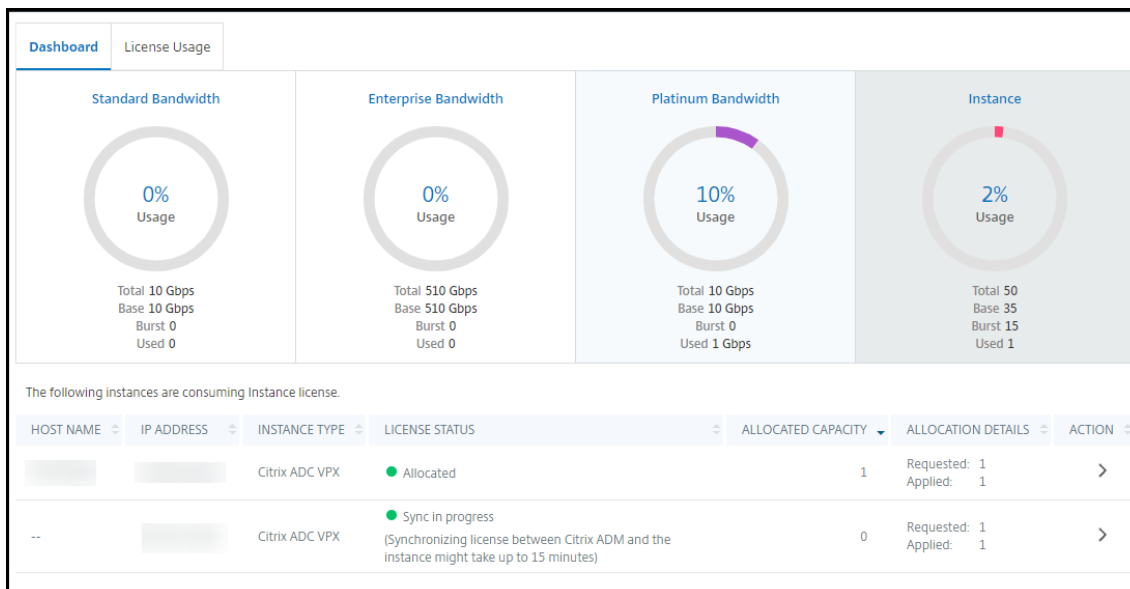 Dashboard
License Usage
Standard Bandwidth
0%
Usage
Total 10 Gbps
Base 10 Gbps
Burst 0
Used 0
Enterprise Bandwidth
0%
Usage
Total 510 Gbps
Base 510 Gbps
Burst 0
Used 0
Platinum Bandwidth
10%
Usage
Total 10 Gbps
Base 10 Gbps
Burst 0
Used 1 Gbps
Instance
2%
Usage
Total 50
Base 35
Burst 15
Used 1
The following instances are consuming Instance license.
HOST NAME IP ADDRESS INSTANCE TYPE LICENSE STATUS ALLOCATED CAPACITY ALLOCATION DETAILS ACTION
Citrix ADC VPX
Allocated
1
Requested: 1
Applied: 1
--
Citrix ADC VPX
Sync in progress
(Synchronizing license between Citrix ADM and the
instance might take up to 15 minutes)
0
Requested: 1
Applied: 1